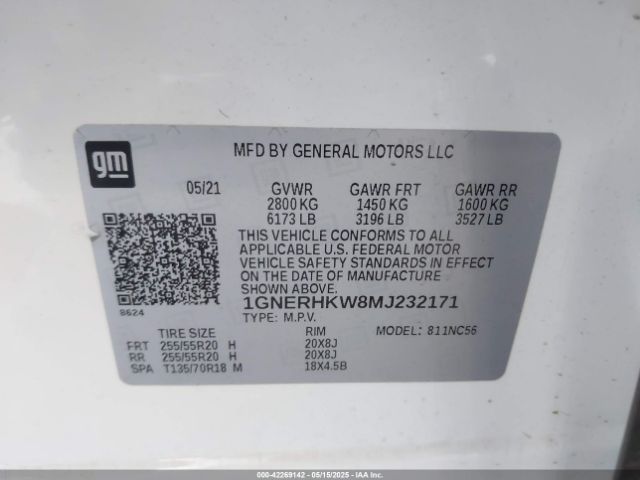 gm
MFD BY GENERAL MOTORS LLC
05/21 GVWR GAWR FRT GAWR RR
2800 KG 1450 KG 1600 KG
6173 LB 3196 LB 3527 LB
THIS VEHICLE CONFORMS TO ALL
APPLICABLE U.S. FEDERAL MOTOR
VEHICLE SAFETY STANDARDS IN EFFECT
ON THE DATE OF MANUFACTURE
SHOWN ABOVE.
8624
1GNERHKW8MJ232171
TYPE: M.P.V. MODEL: 811NC56
TIRE SIZE RIM
FRT 255/55R20 H 20X8J
RR 255/55R20 H 20X8J
SPA T135/70R18 M 18X4.5B
000-42269142 - 05/15/2025 - IAAI.COM